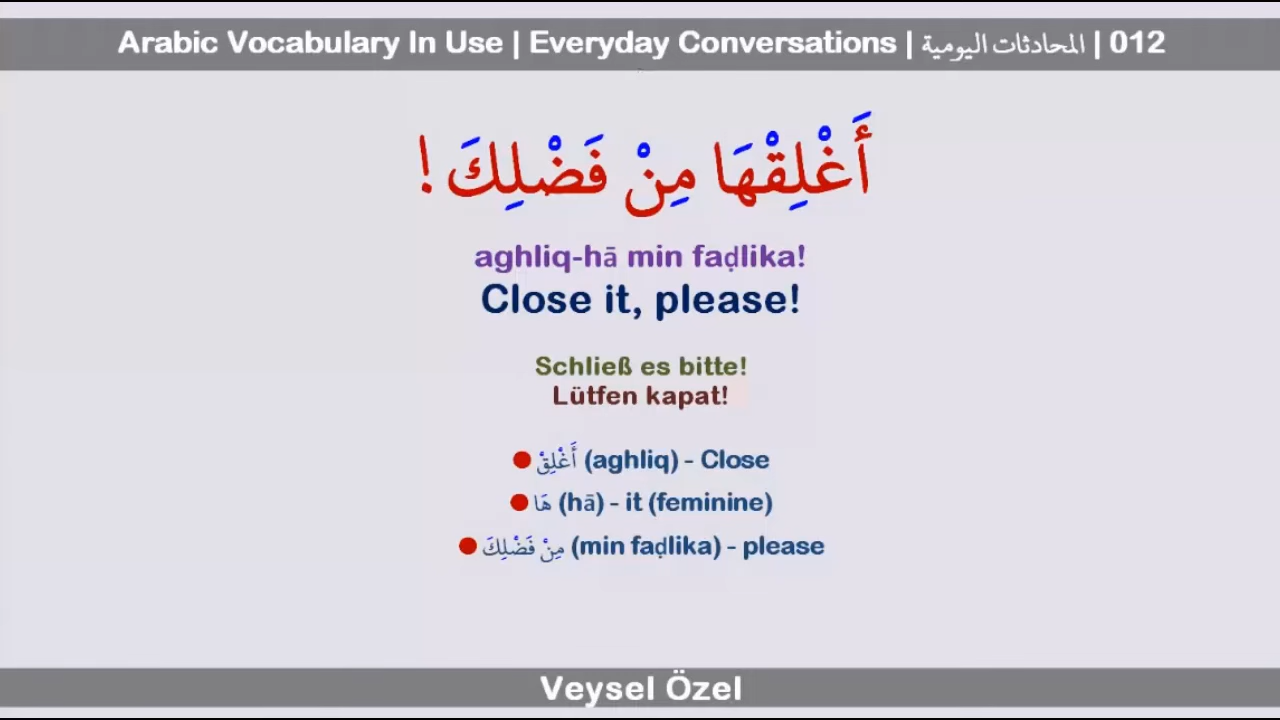 Arabic Vocabulary In Use | Everyday Conversations | المحادثات اليومية | 012
أَغْلِقْهَا مِنْ فَضْلِكَ!
aghliq-hā min faḍlika!
Close it, please!
Schließ es bitte!
Lütfen kapat!
● أَغْلِقْ (aghliq) - Close
● هَا (hā) - it (feminine)
● مِنْ فَضْلِكَ (min faḍlika) - please
Veysel Özel